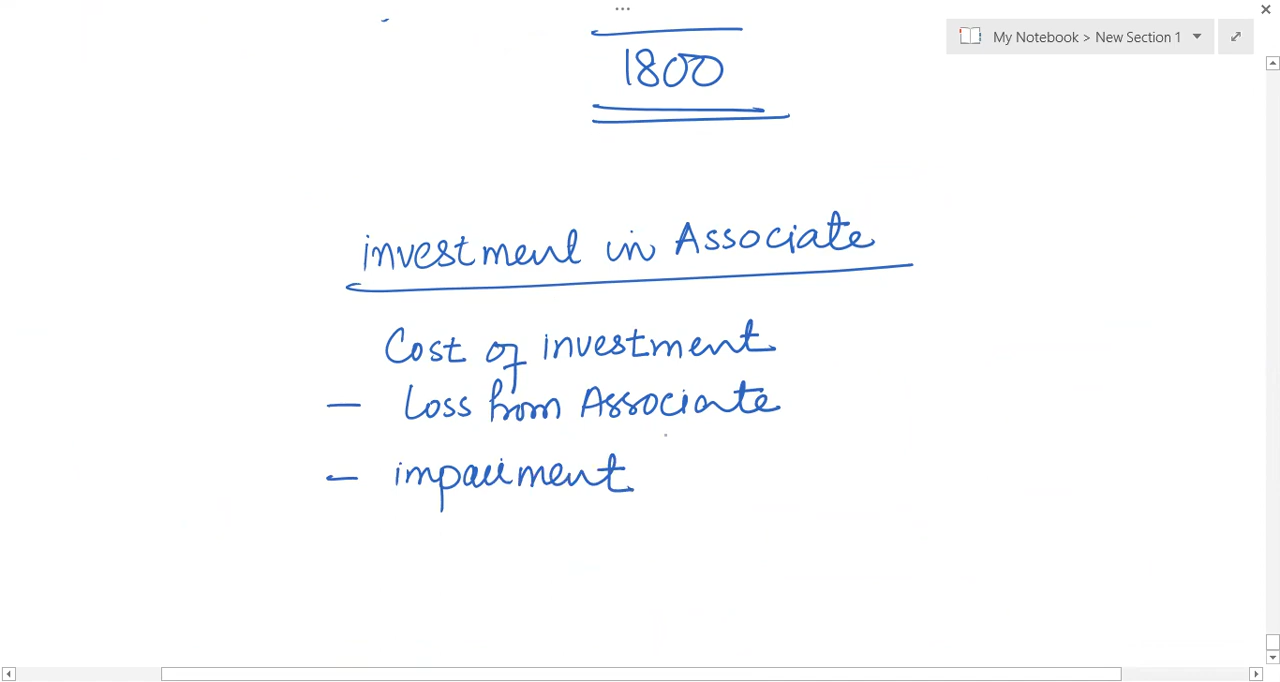 ...
My Notebook > New Section 1
1800
investment in Associate
Cost of investment
- Loss from Associate
- impairment